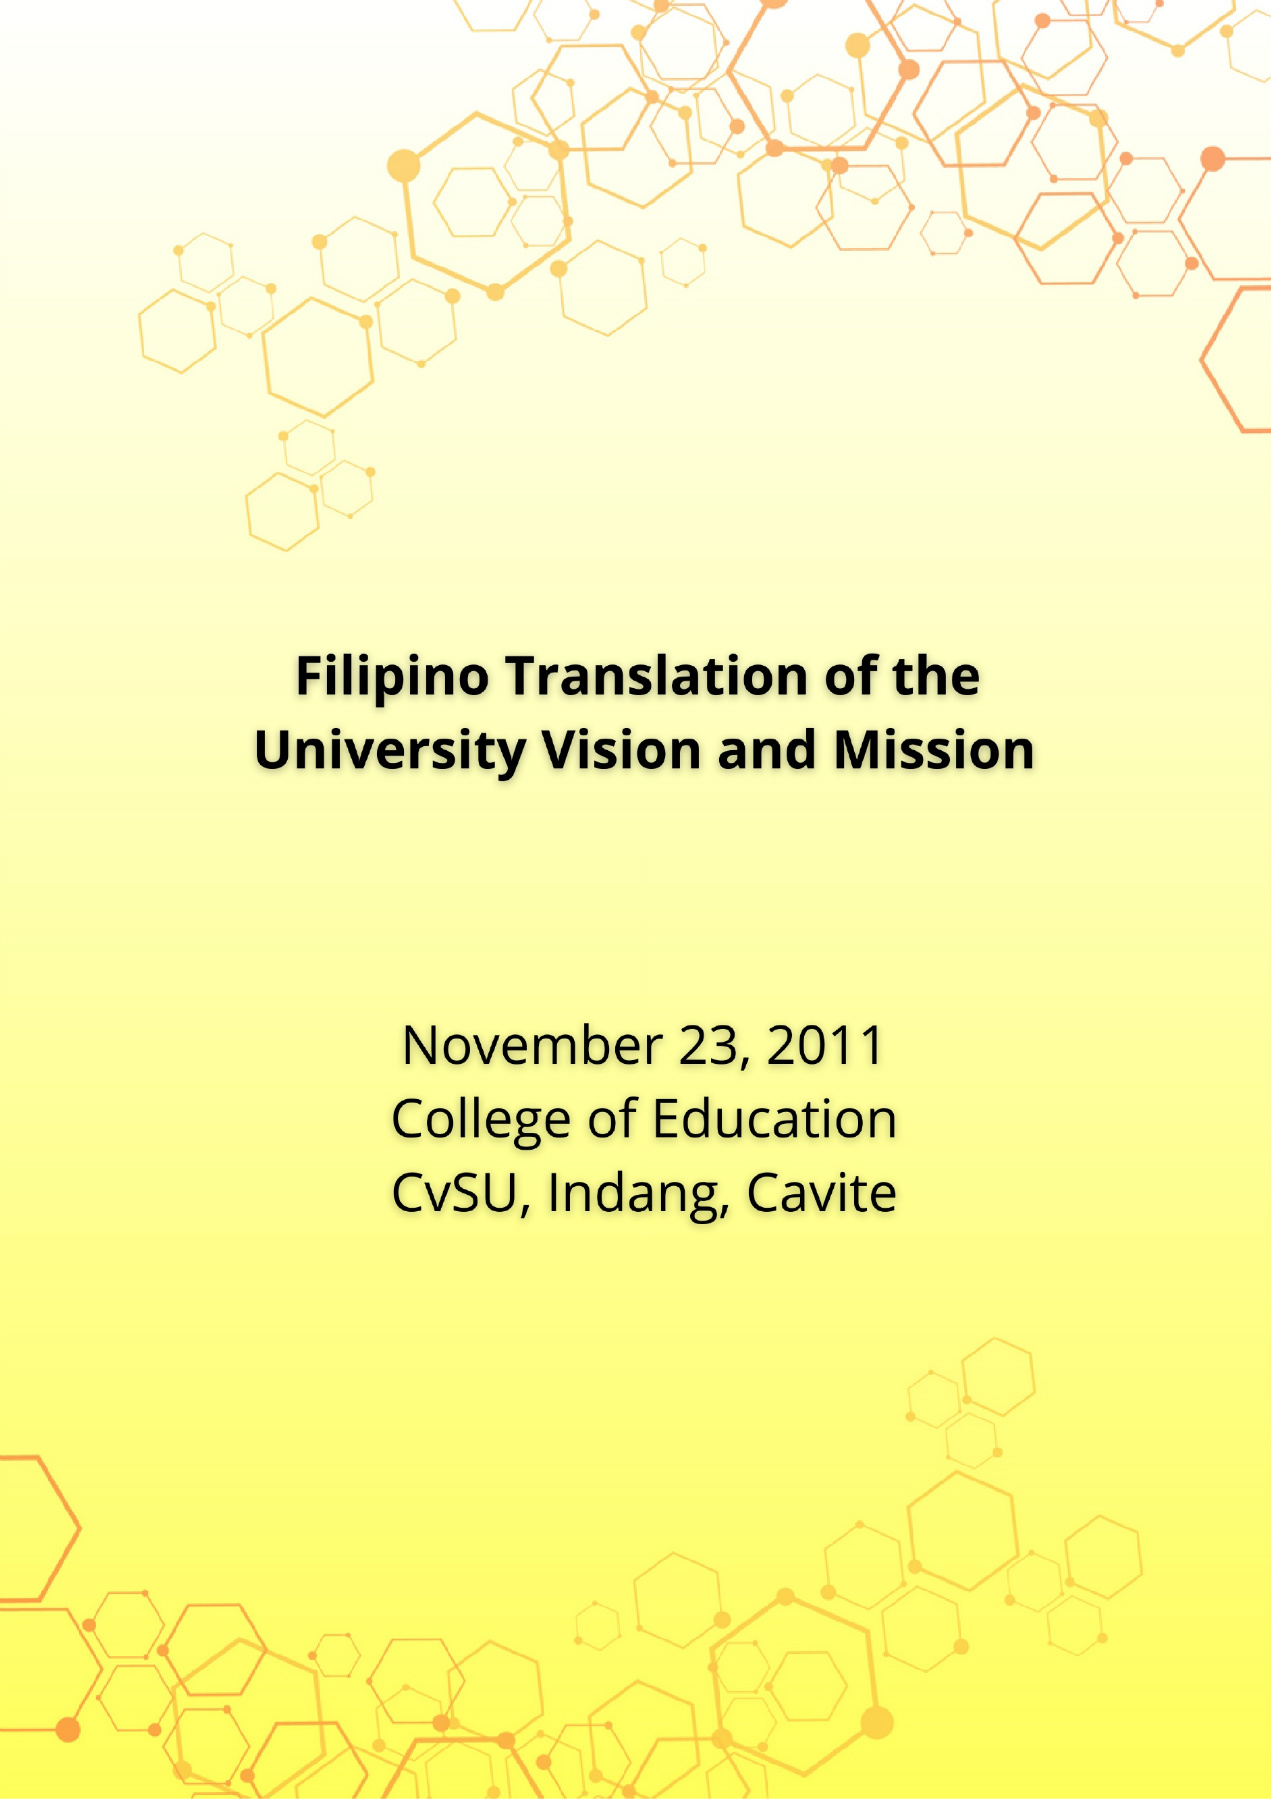 Filipino Translation of the
University Vision and Mission
November 23, 2011
College of Education
CvSU, Indang, Cavite